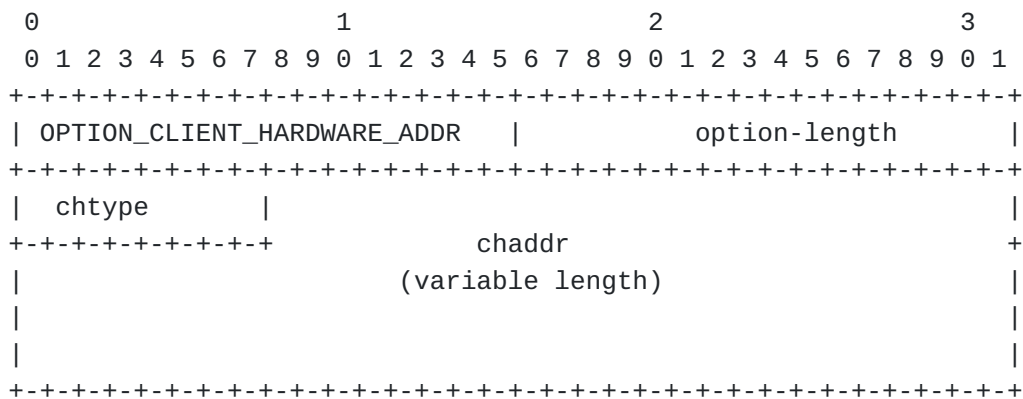 0                   1                   2                   3
 0 1 2 3 4 5 6 7 8 9 0 1 2 3 4 5 6 7 8 9 0 1 2 3 4 5 6 7 8 9 0 1
+-+-+-+-+-+-+-+-+-+-+-+-+-+-+-+-+-+-+-+-+-+-+-+-+-+-+-+-+-+-+-+-+
| OPTION_CLIENT_HARDWARE_ADDR   |           option-length       |
+-+-+-+-+-+-+-+-+-+-+-+-+-+-+-+-+-+-+-+-+-+-+-+-+-+-+-+-+-+-+-+-+
|  chtype       |                                               |
+-+-+-+-+-+-+-+-+             chaddr                            +
|                        (variable length)                      |
|                                                               |
|                                                               |
+-+-+-+-+-+-+-+-+-+-+-+-+-+-+-+-+-+-+-+-+-+-+-+-+-+-+-+-+-+-+-+-+